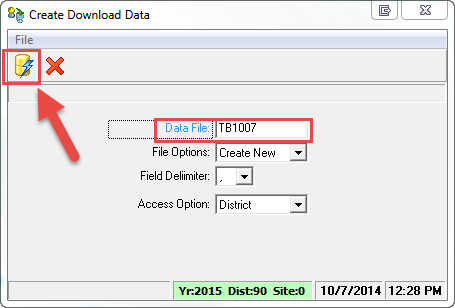 Create Download Data
File
Data File: TB1007
File Options: Create New
Field Deliimiter: ,
Access Option: District
Yr:2015 Dist:90 Site:0 10/7/2014 12:28 PM